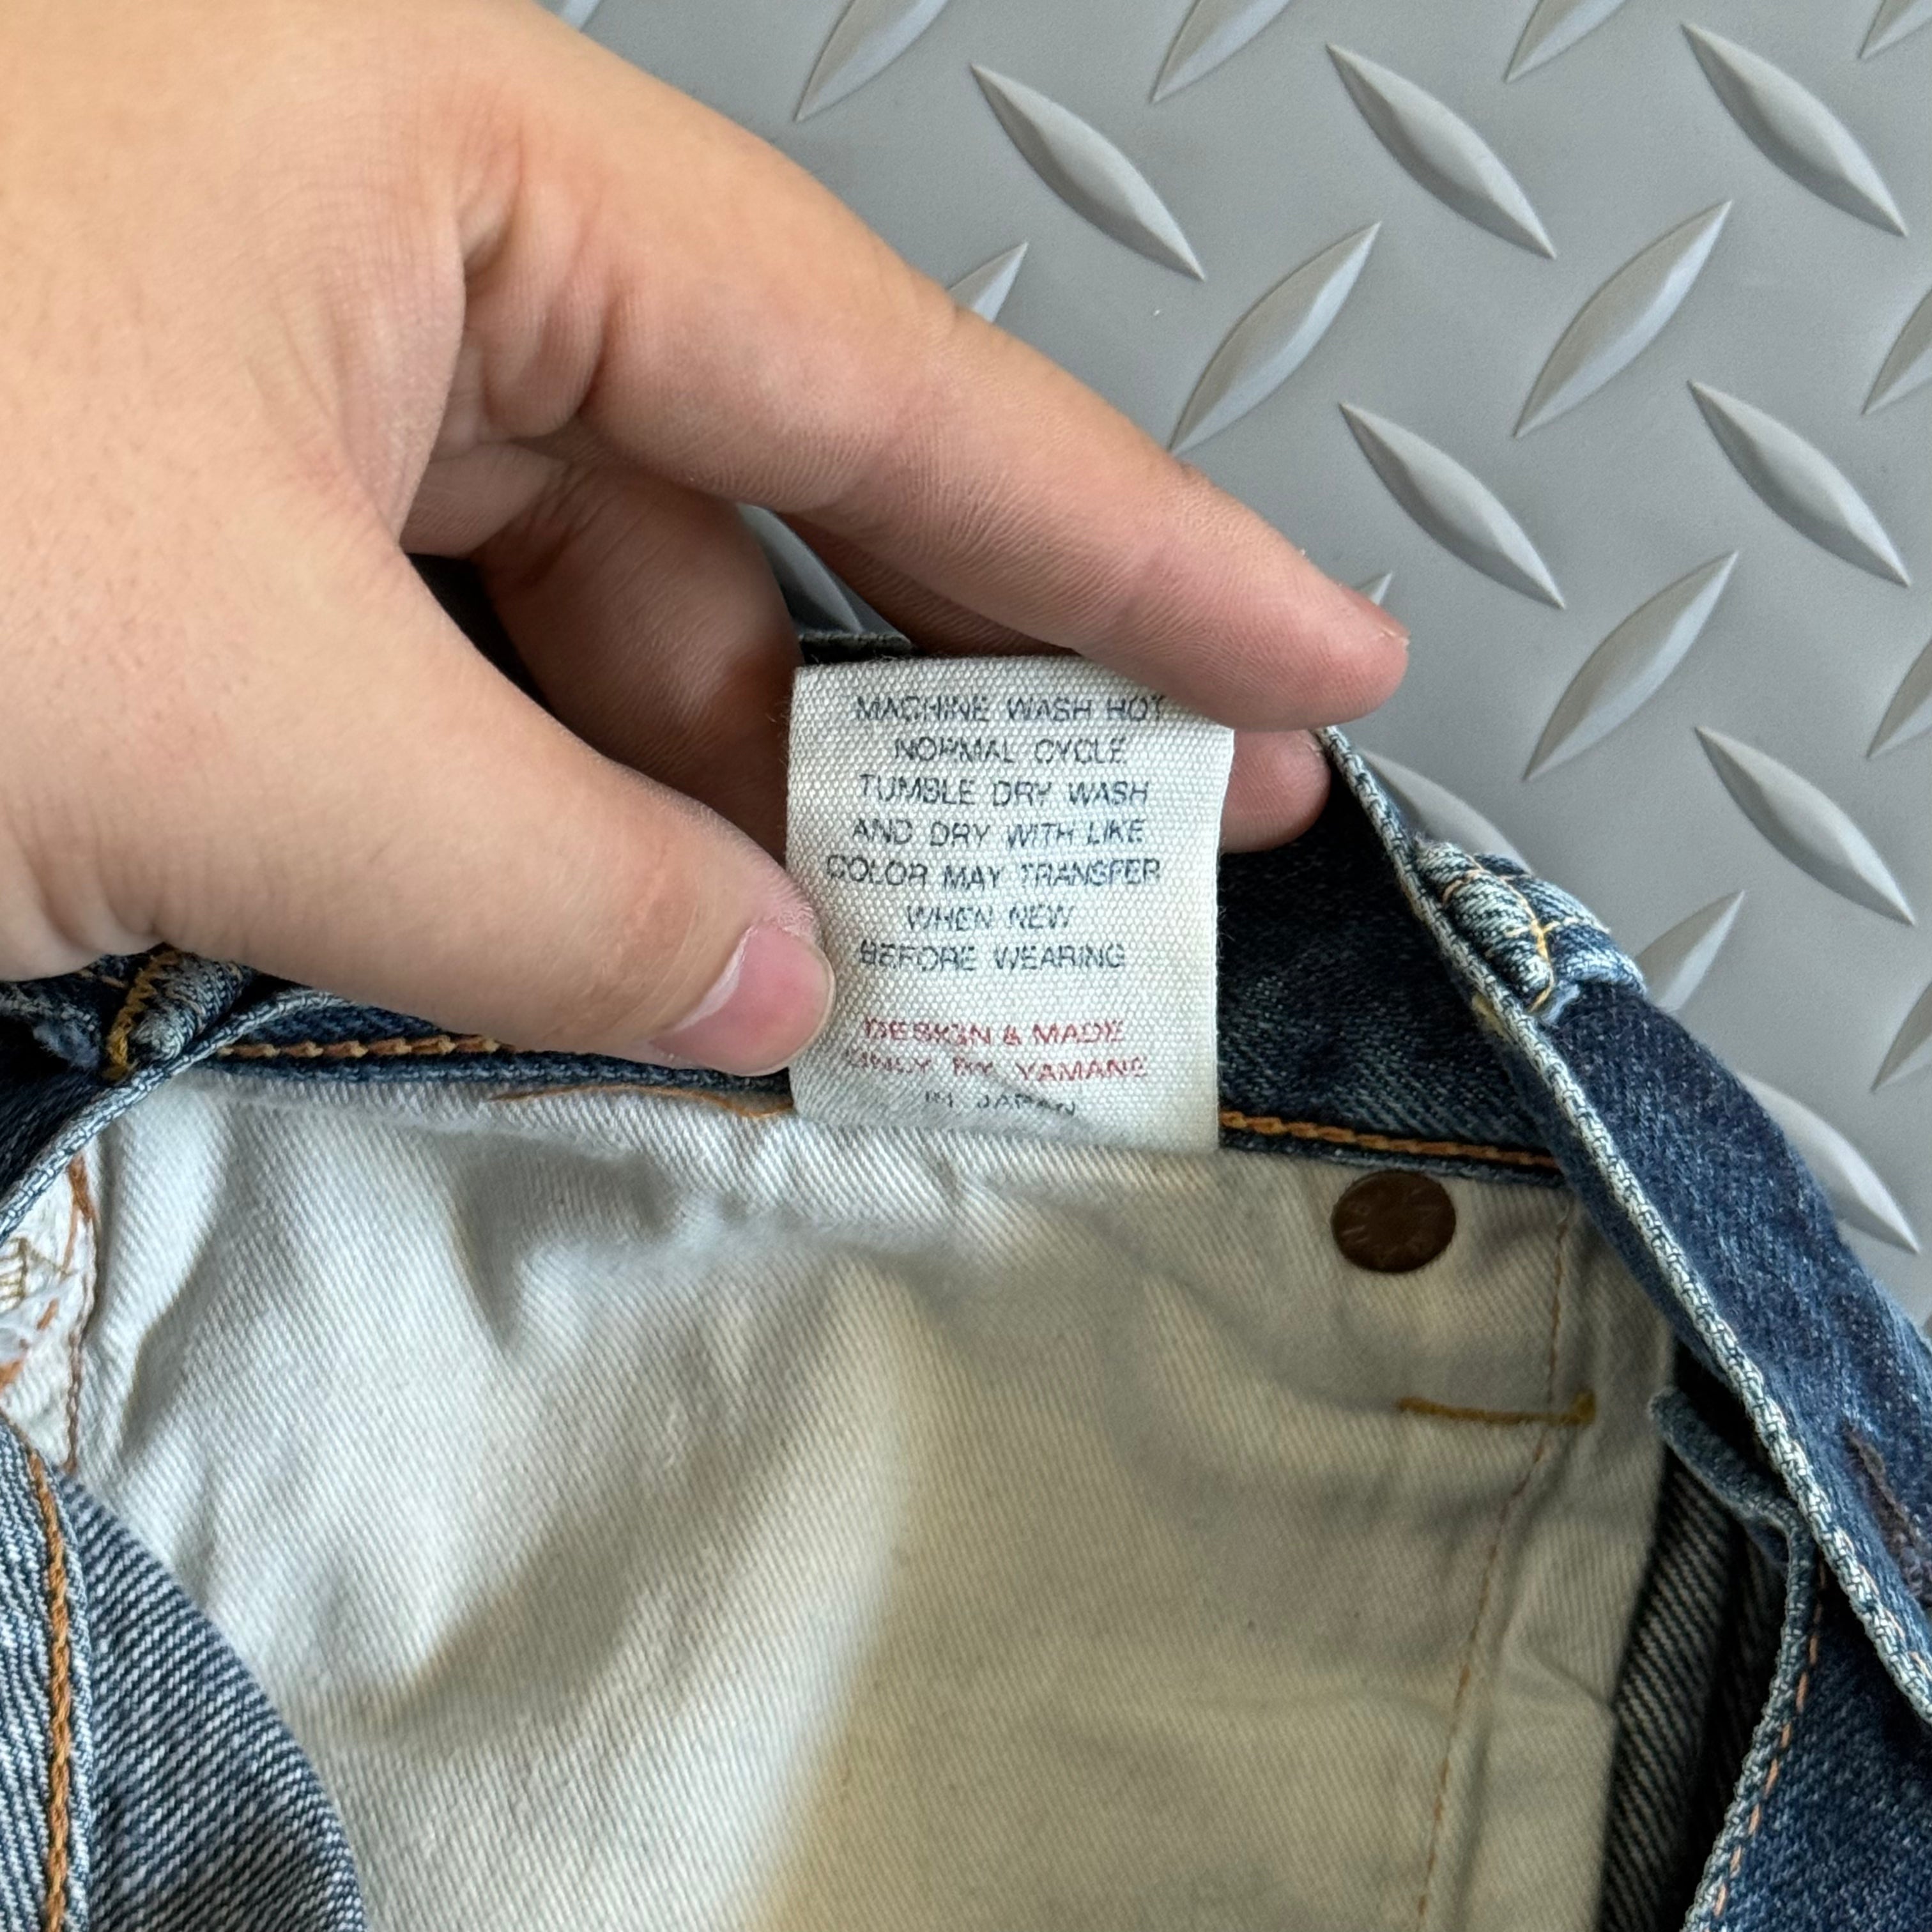 MACHINE WASH HOT
NORMAL CYCLE
TUMBLE DRY WASH
AND DRY WITH LIKE
COLOR MAY TRANSFER
WHEN NEW
BEFORE WEARING
DESIGN & MADE
ONLY BY YAMANE
IN JAPAN